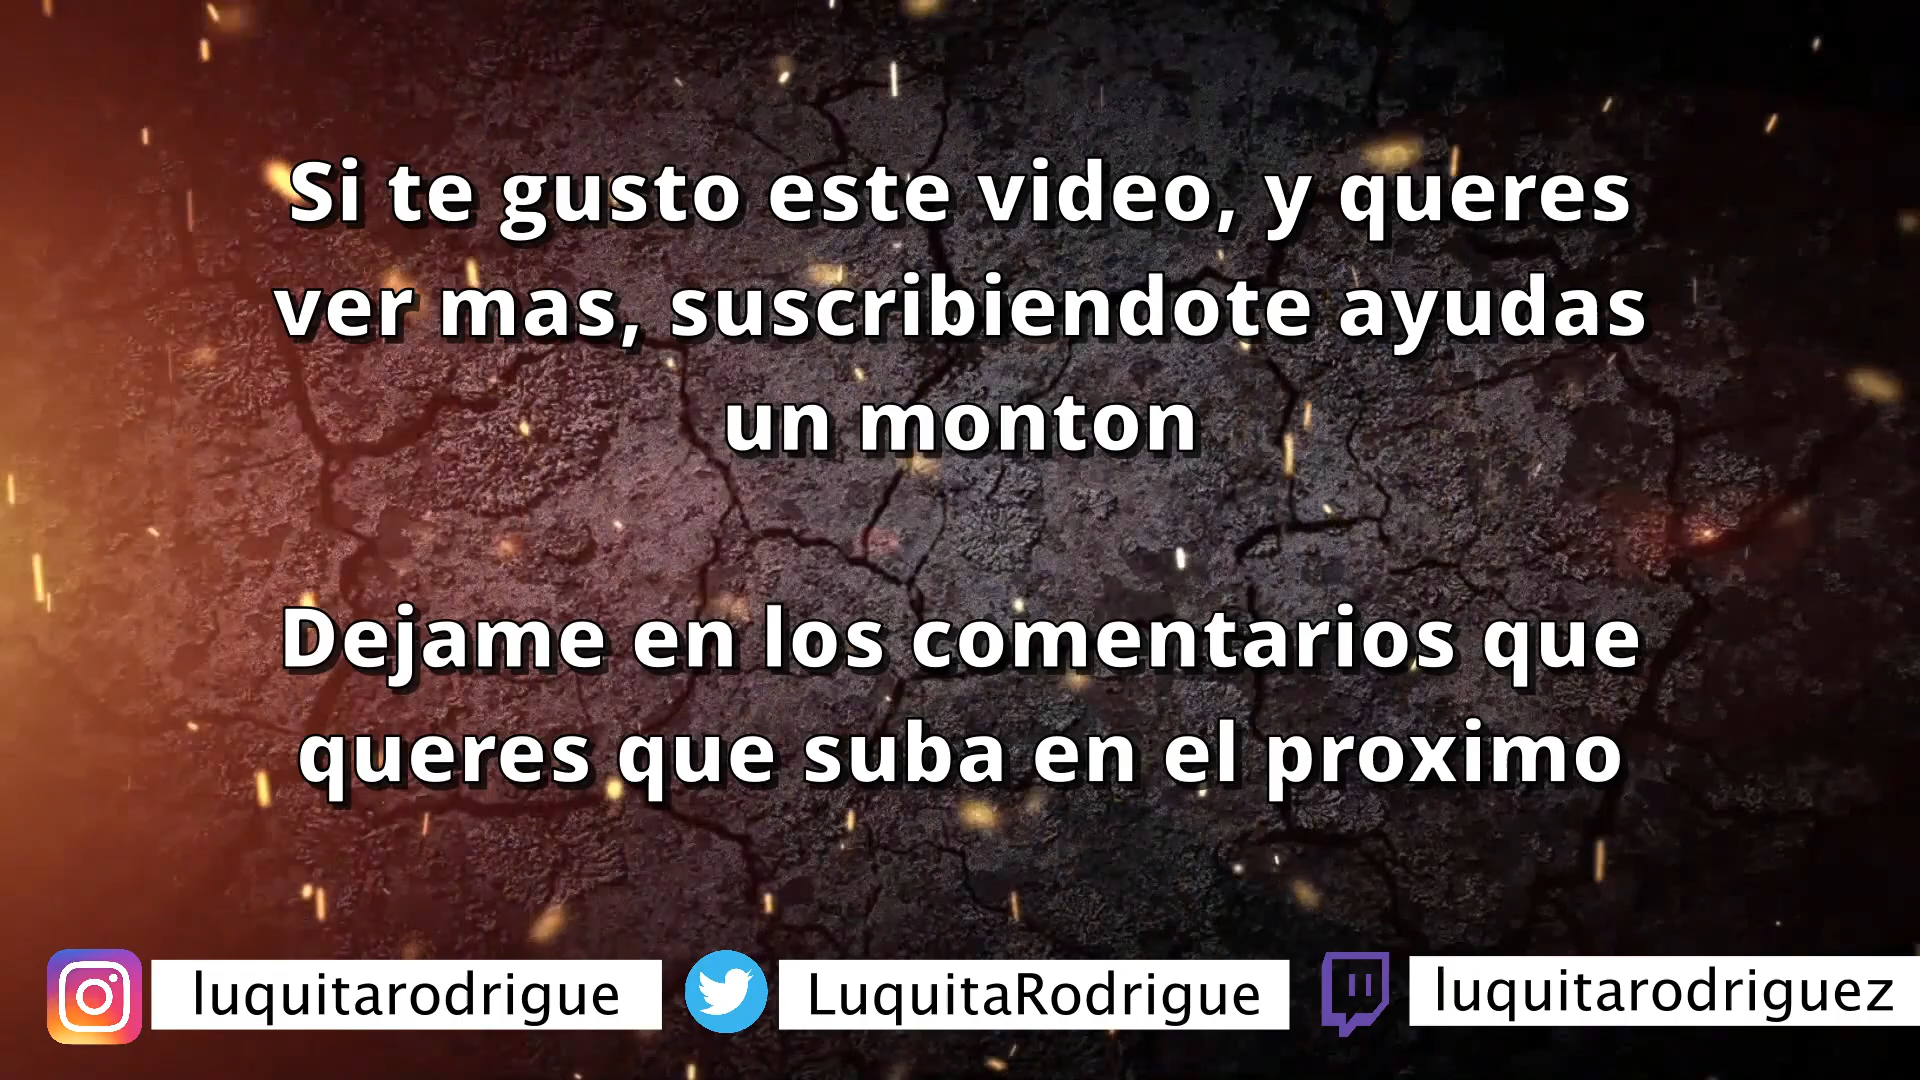 Si te gusto este video, y queres
ver mas, suscribiendote ayudas
un monton
Dejame en los comentarios que
queres que suba en el proximo
luquitarodrigue
LuquitaRodrigue
luquitarodriguez